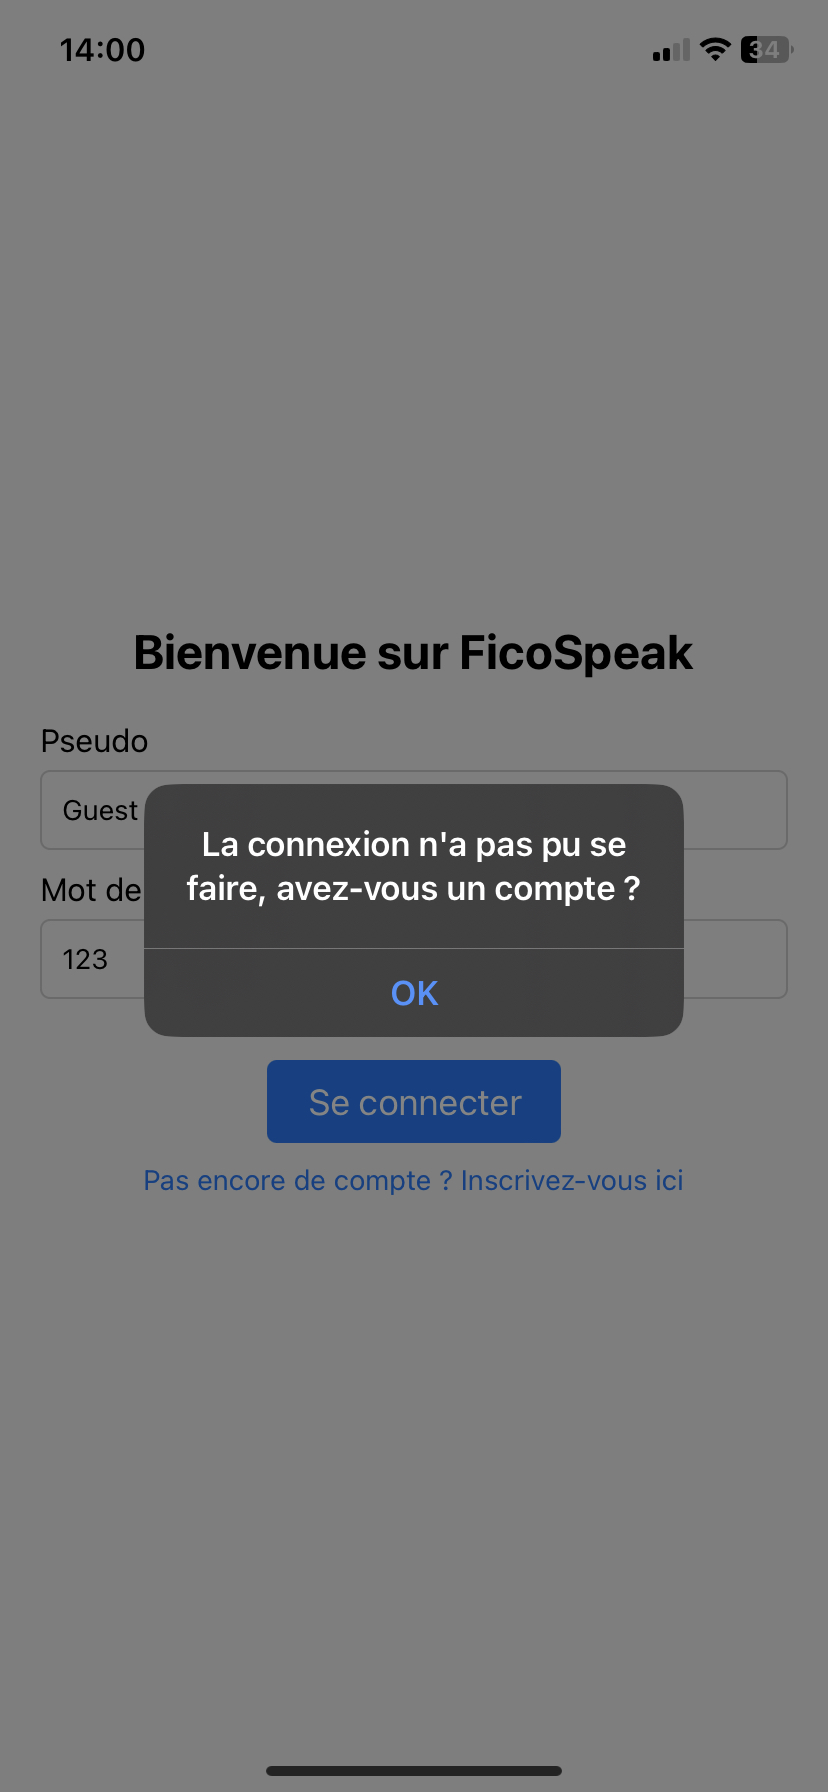 14:00
34
Bienvenue sur FicoSpeak
Pseudo
Guest
Mot de
123
La connexion n'a pas pu se
faire, avez-vous un compte ?
OK
Se connecter
Pas encore de compte ? Inscrivez-vous ici